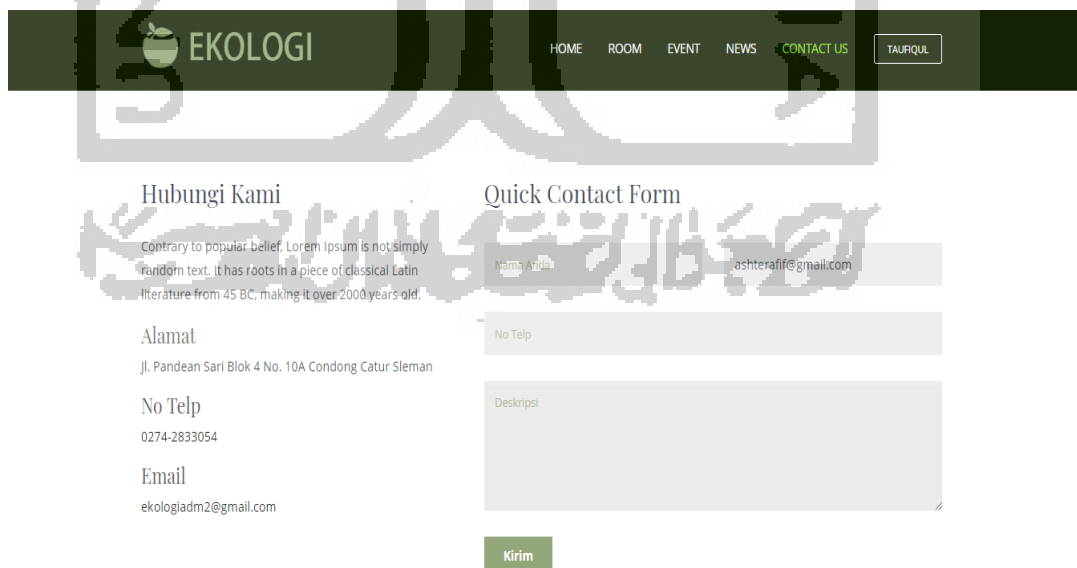 EKOLOGI
HOME ROOM EVENT NEWS CONTACT US TAUFIQUL
Hubungi Kami
Contrary to popular belief, Lorem Ipsum is not simply
random text. It has roots in a piece of classical Latin
literature from 45 BC, making it over 2000 years old.
Alamat
Jl. Pandean Sari Blok 4 No. 10A Condong Catur Sleman
No Telp
0274-2833054
Email
ekologiadm2@gmail.com
Quick Contact Form
Nama Anda ashterafif@gmail.com
No Telp
Deskripsi
Kirim